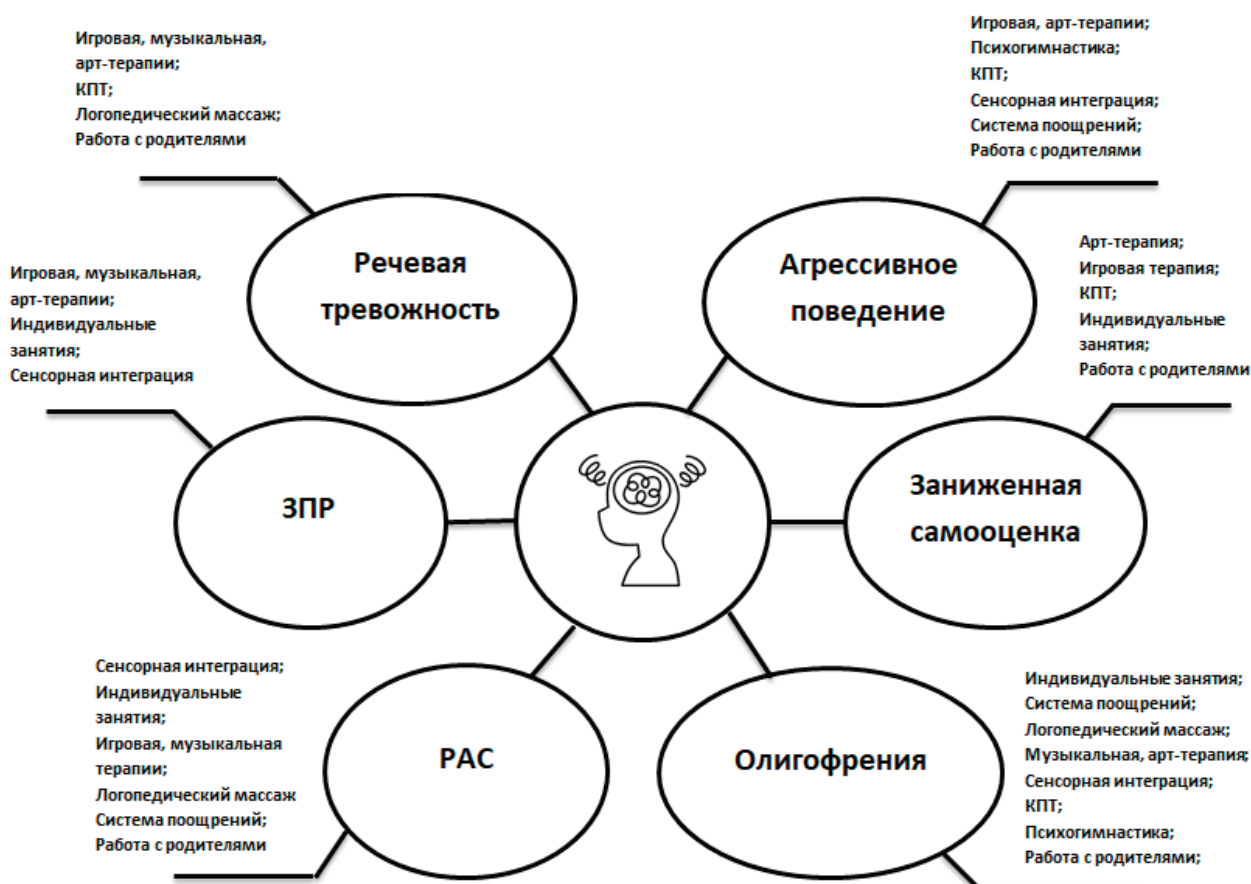 Игровая, музыкальная,
арт-терапии;
КПТ;
Логопедический массаж;
Работа с родителями
Игровая, арт-терапии;
Психогимнастика;
КПТ;
Сенсорная интеграция;
Система поощрений;
Работа с родителями
Речевая
тревожность
Агрессивное
поведение
Игровая, музыкальная,
арт-терапии;
Индивидуальные
занятия;
Сенсорная интеграция
Арт-терапия;
Игровая терапия;
КПТ;
Индивидуальные
занятия;
Работа с родителями
ЗПР
Заниженная
самооценка
Сенсорная интеграция;
Индивидуальные
занятия;
Игровая, музыкальная
терапии;
Логопедический массаж
Система поощрений;
Работа с родителями
РАС
Олигофрения
Индивидуальные занятия;
Система поощрений;
Логопедический массаж;
Музыкальная, арт-терапия;
Сенсорная интеграция;
КПТ;
Психогимнастика;
Работа с родителями;